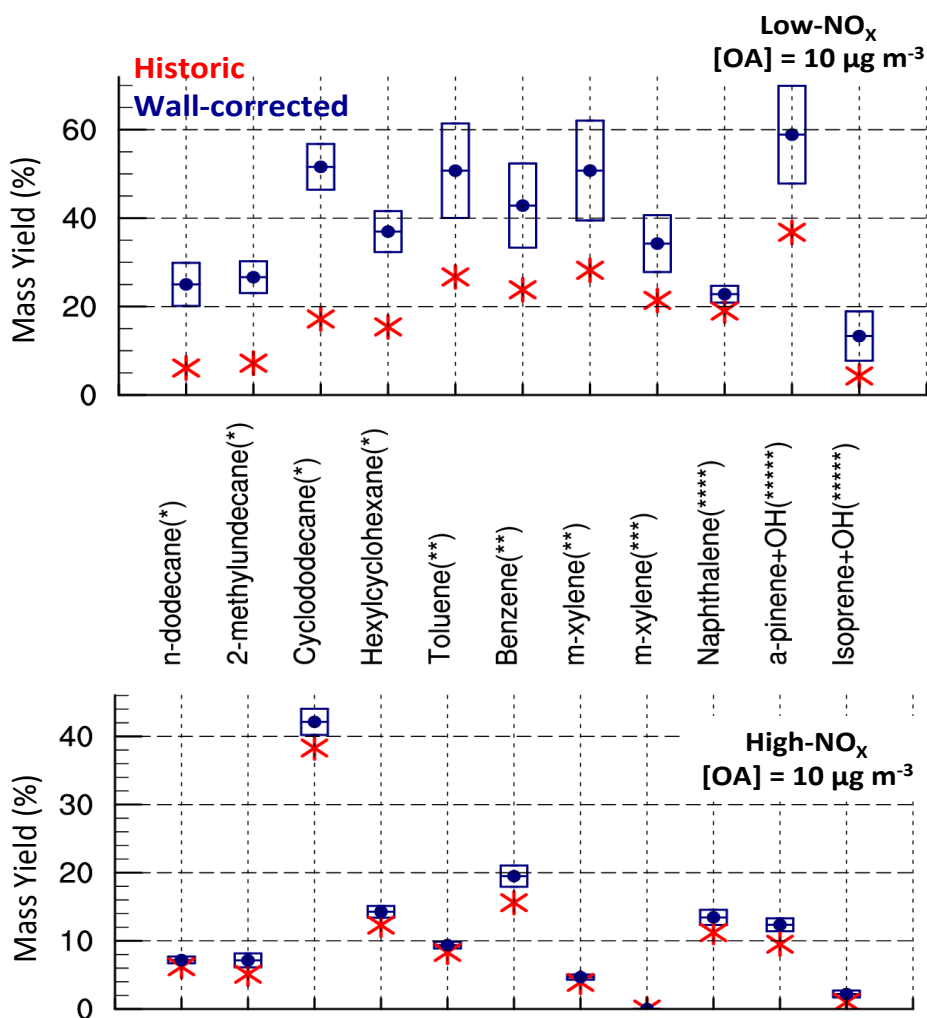 Low-NOX
[OA] = 10 µg m-3
Historic
Wall-corrected
Mass Yield (%)
60
40
20
0
n-dodecane(*)
2-methylundecane(*)
Cyclododecane(*)
Hexylcyclohexane(*)
Toluene(**)
Benzene(**)
m-xylene(**)
m-xylene(***)
Naphthalene(****)
a-pinene+OH(*****)
Isoprene+OH(*****)
High-NOX
[OA] = 10 µg m-3
Mass Yield (%)
40
30
20
10
0